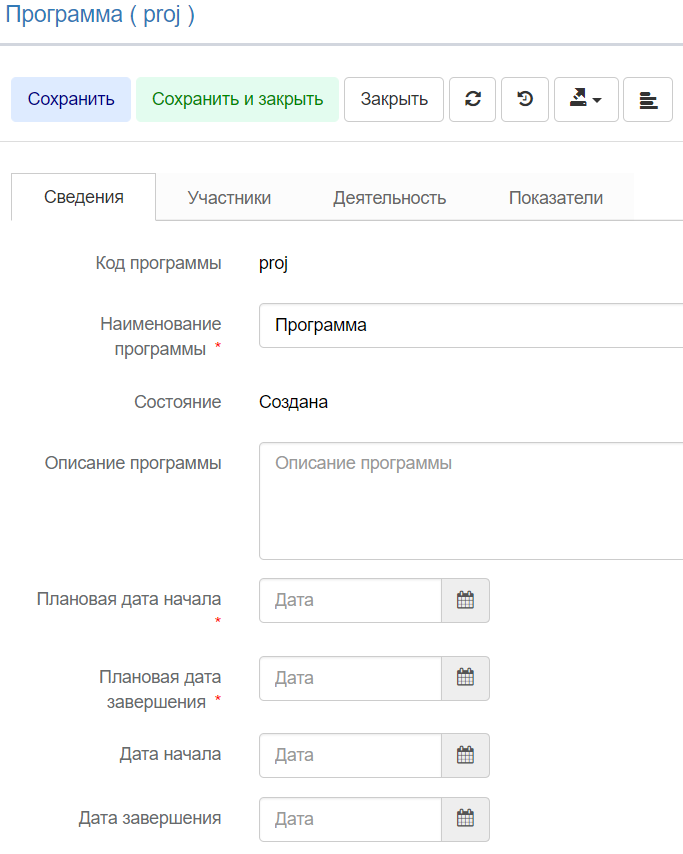 Программа ( proj )
Сохранить Сохранить и закрыть Закрыть
Сведения Участники Деятельность Показатели
Код программы proj
Наименование
программы * Программа
Состояние Создана
Описание программы Описание программы
Плановая дата начала Дата
*
Плановая дата Дата
завершения *
Дата начала Дата
Дата завершения Дата